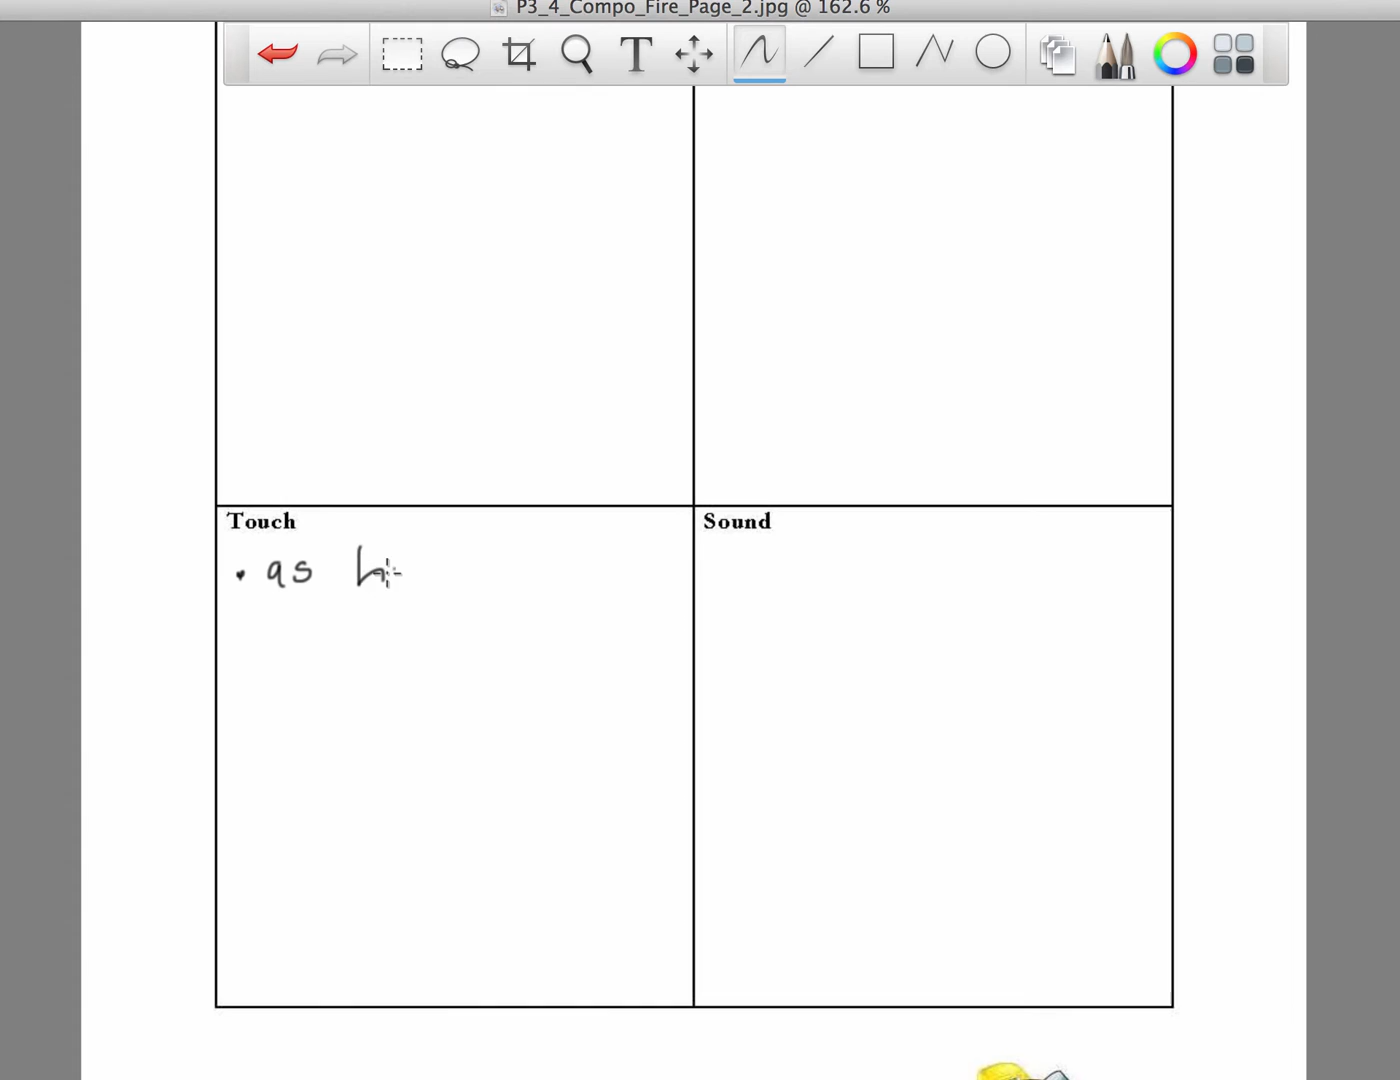 P3_4_Compo_Fire_Page_2.jpg @ 162.6 %
T
Touch
Sound
• as h